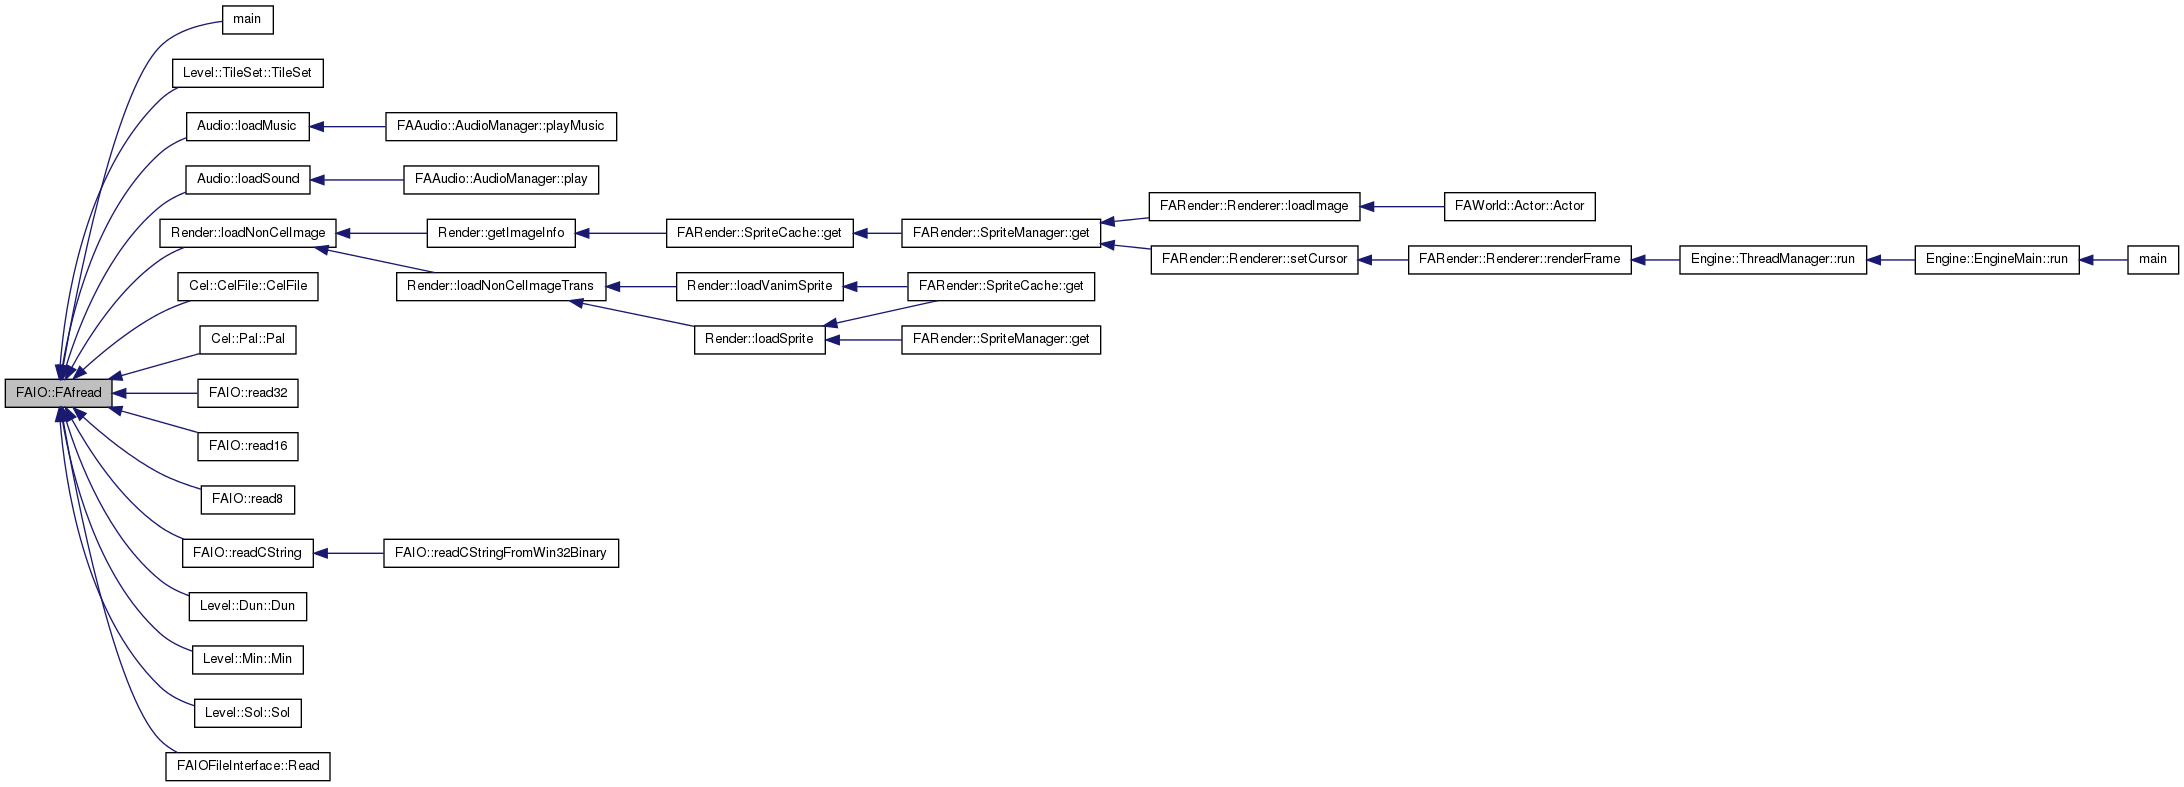 main
Level::TileSet::TileSet
Audio::loadMusic
FAAudio::AudioManager::playMusic
Audio::loadSound
FAAudio::AudioManager::play
FARender::Renderer::loadImage
FAWorld::Actor::Actor
Render::loadNonCelImage
Render::getImageInfo
FARender::SpriteCache::get
FARender::SpriteManager::get
FARender::Renderer::setCursor
FARender::Renderer::renderFrame
Engine::ThreadManager::run
Engine::EngineMain::run
main
Cel::CelFile::CelFile
Render::loadNonCelImageTrans
Render::loadVanimSprite
FARender::SpriteCache::get
Cel::Pal::Pal
Render::loadSprite
FARender::SpriteManager::get
FAIO::FAfread
FAIO::read32
FAIO::read16
FAIO::read8
FAIO::readCString
FAIO::readCStringFromWin32Binary
Level::Dun::Dun
Level::Min::Min
Level::Sol::Sol
FAIOFileInterface::Read